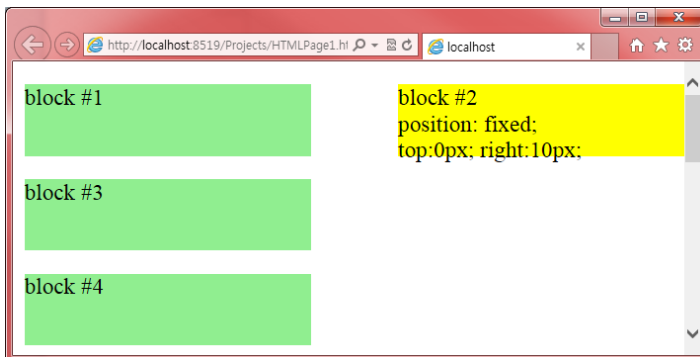 http://localhost:8519/Projects/HTMLPage1.ht
localhost
block #1
block #2
position: fixed;
top:0px; right:10px;
block #3
block #4